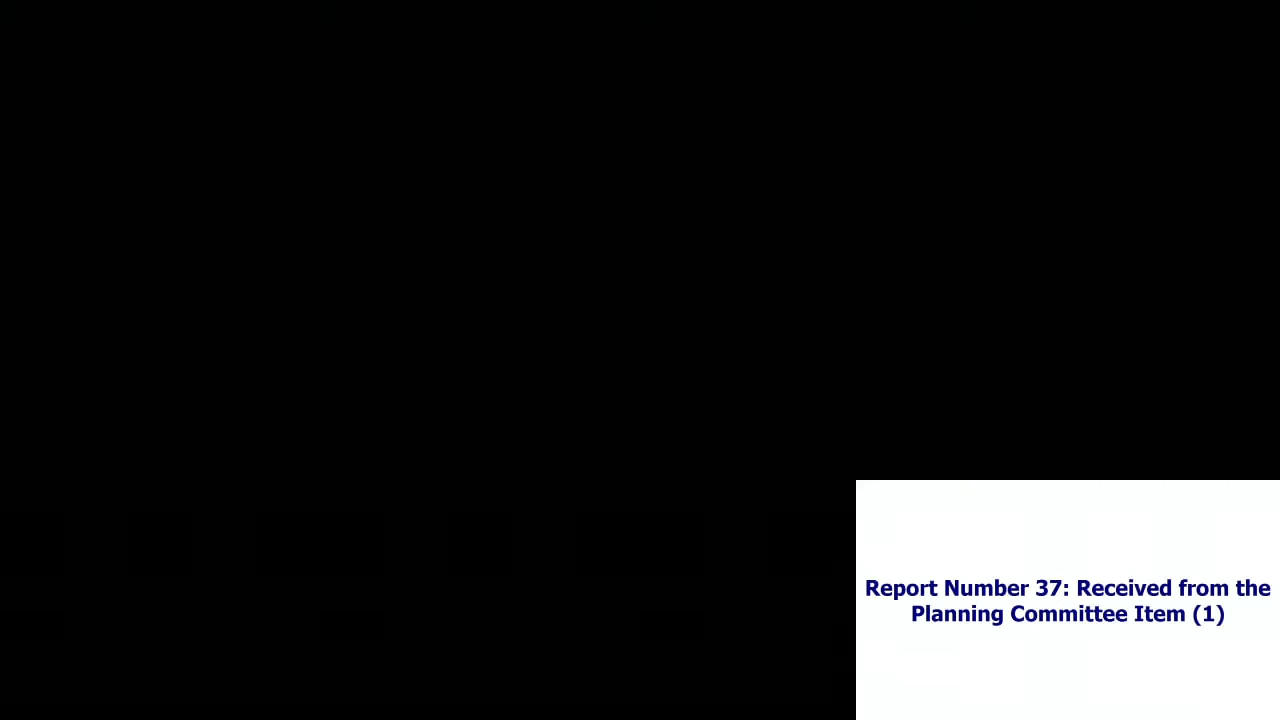 Report Number 37: Received from the
Planning Committee Item (1)